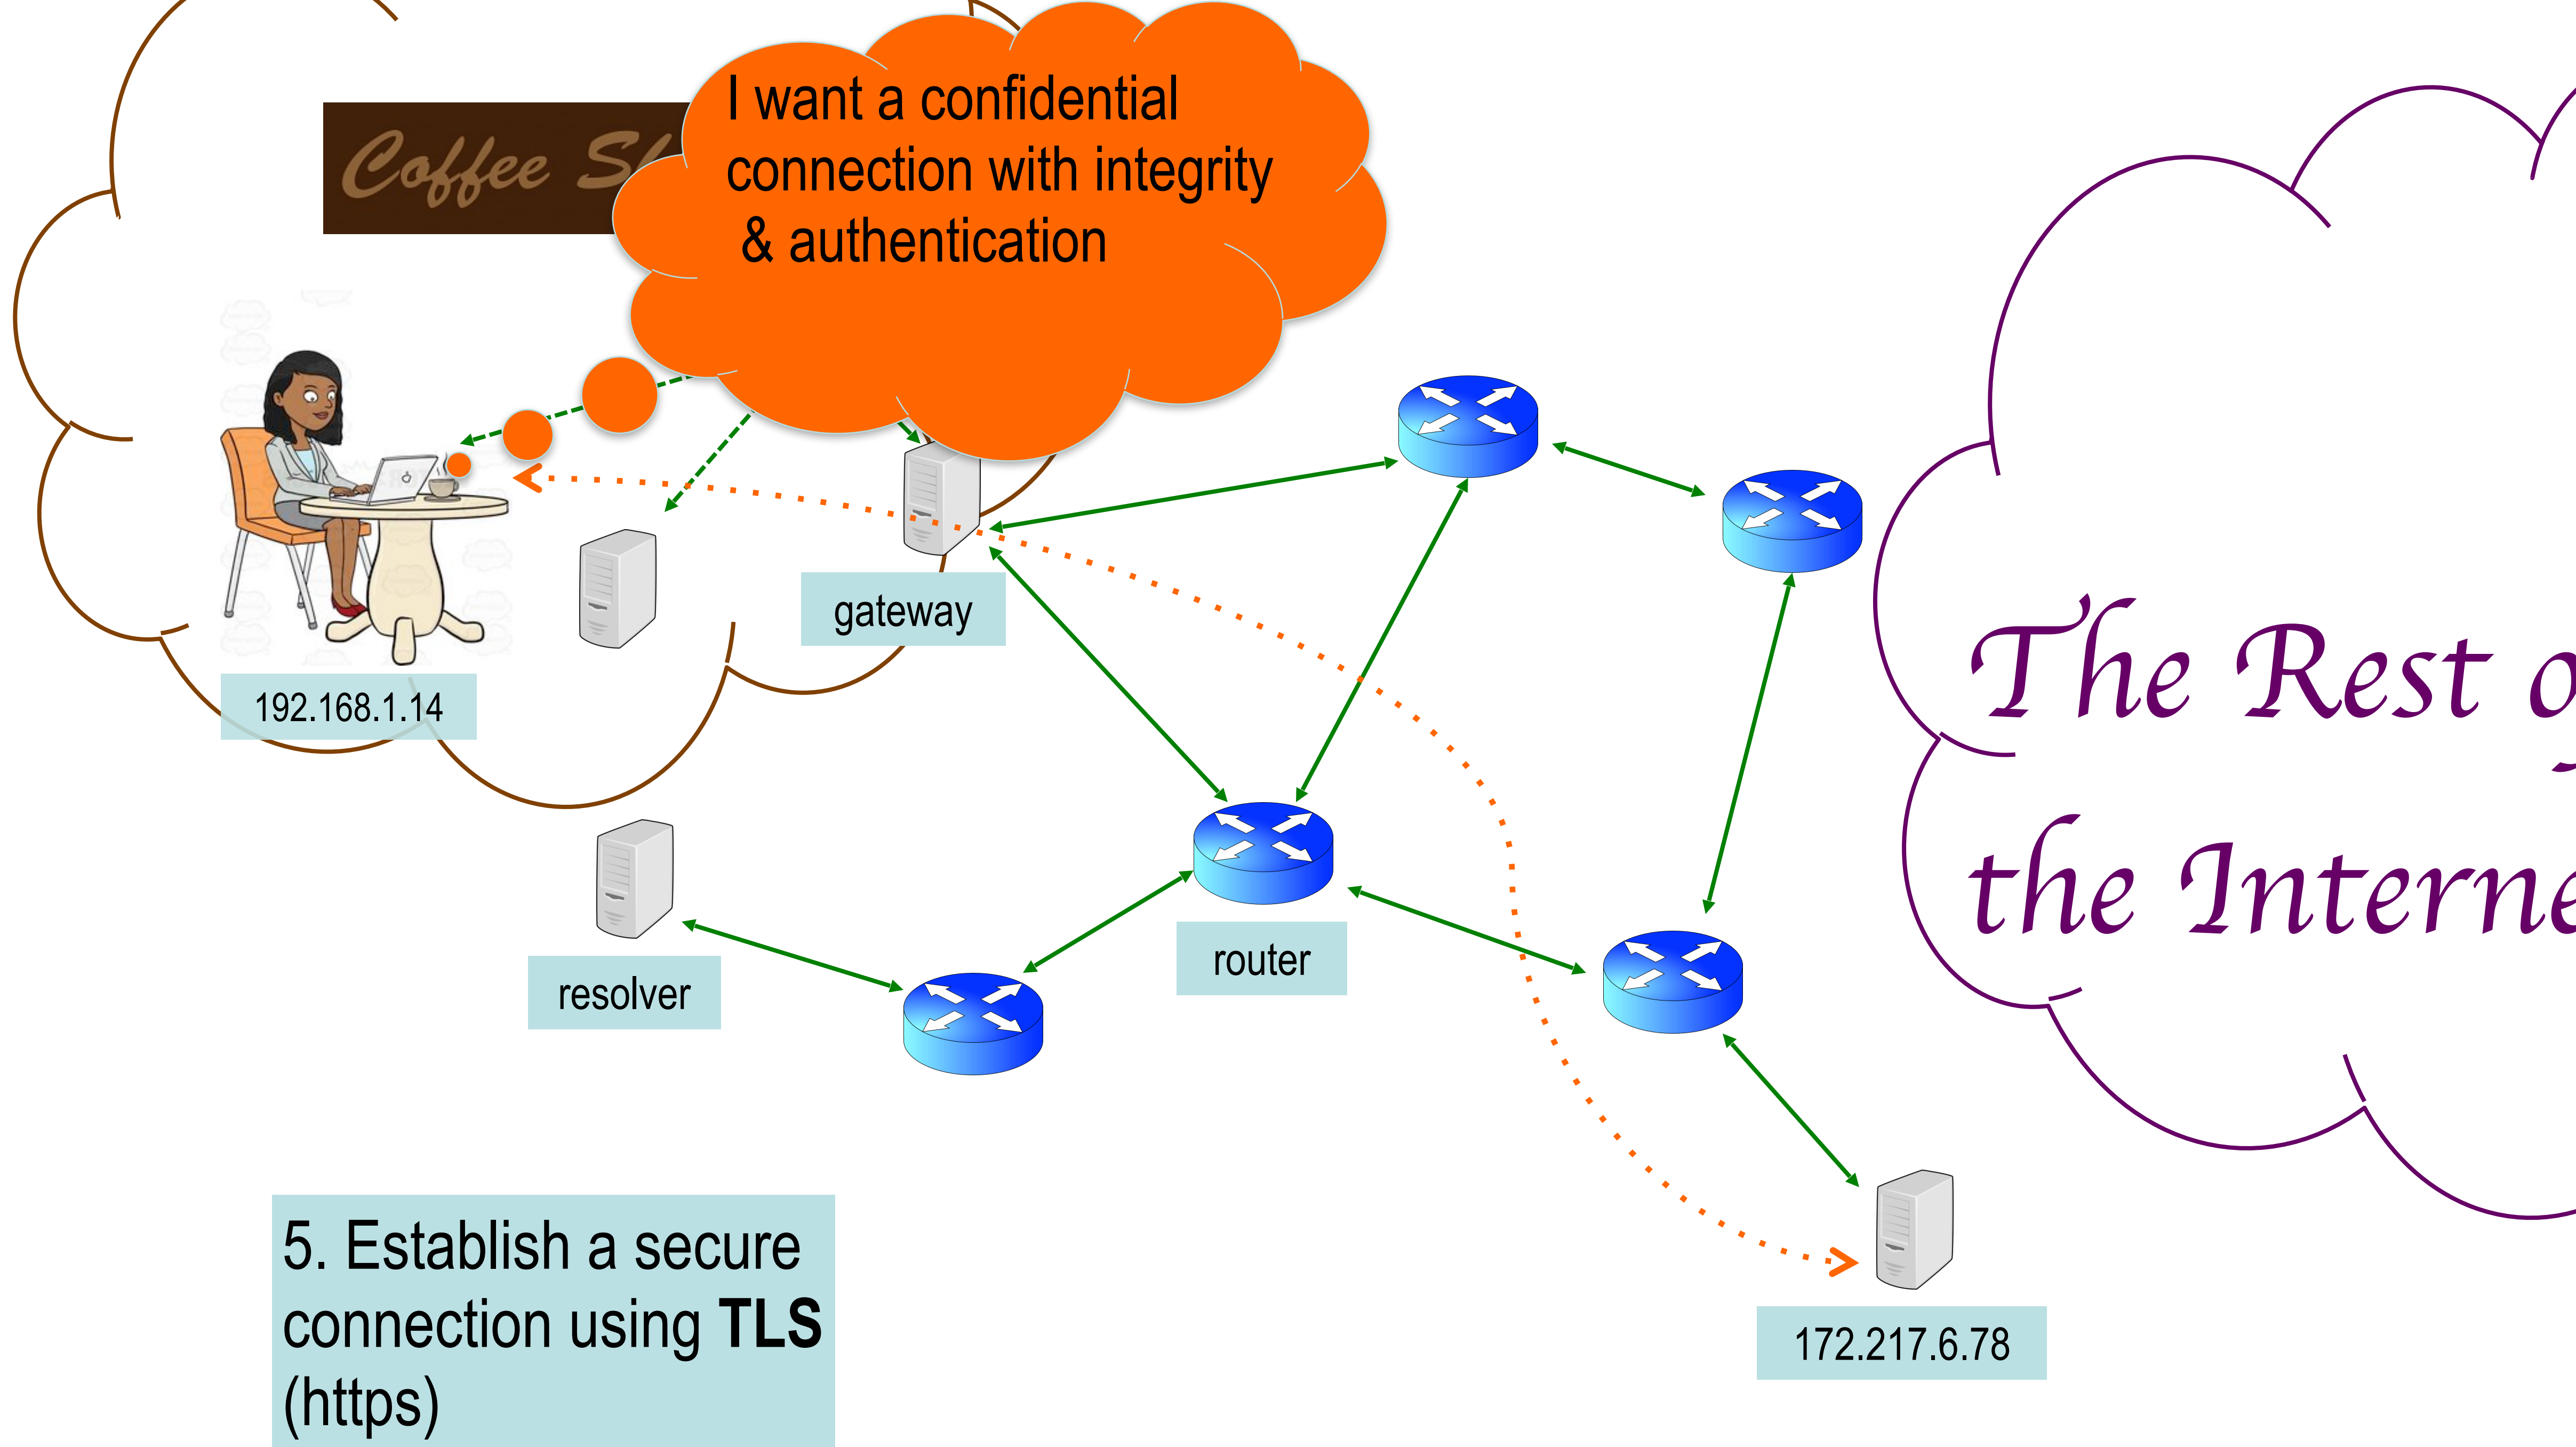 I want a confidential
connection with integrity
& authentication
Coffee
gateway
192.168.1.14
The Rest
the
router
resolver
5. Establish a secure
connection using TLS
(https)
172.217.6.78